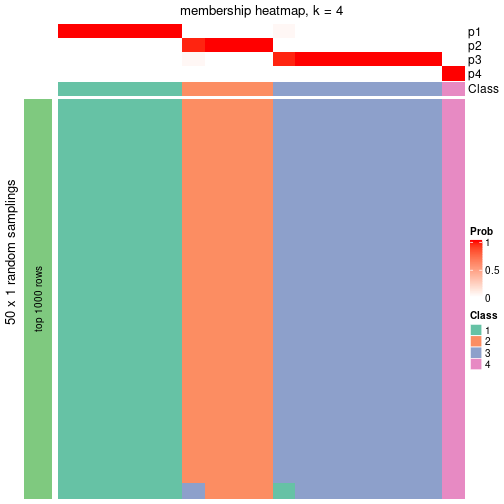 membership heatmap, k = 4
p1
p2
p3
p4
Class
50 x 1 random samplings
top 1000 rows
Prob
1
0.5
0
Class
1
2
3
4